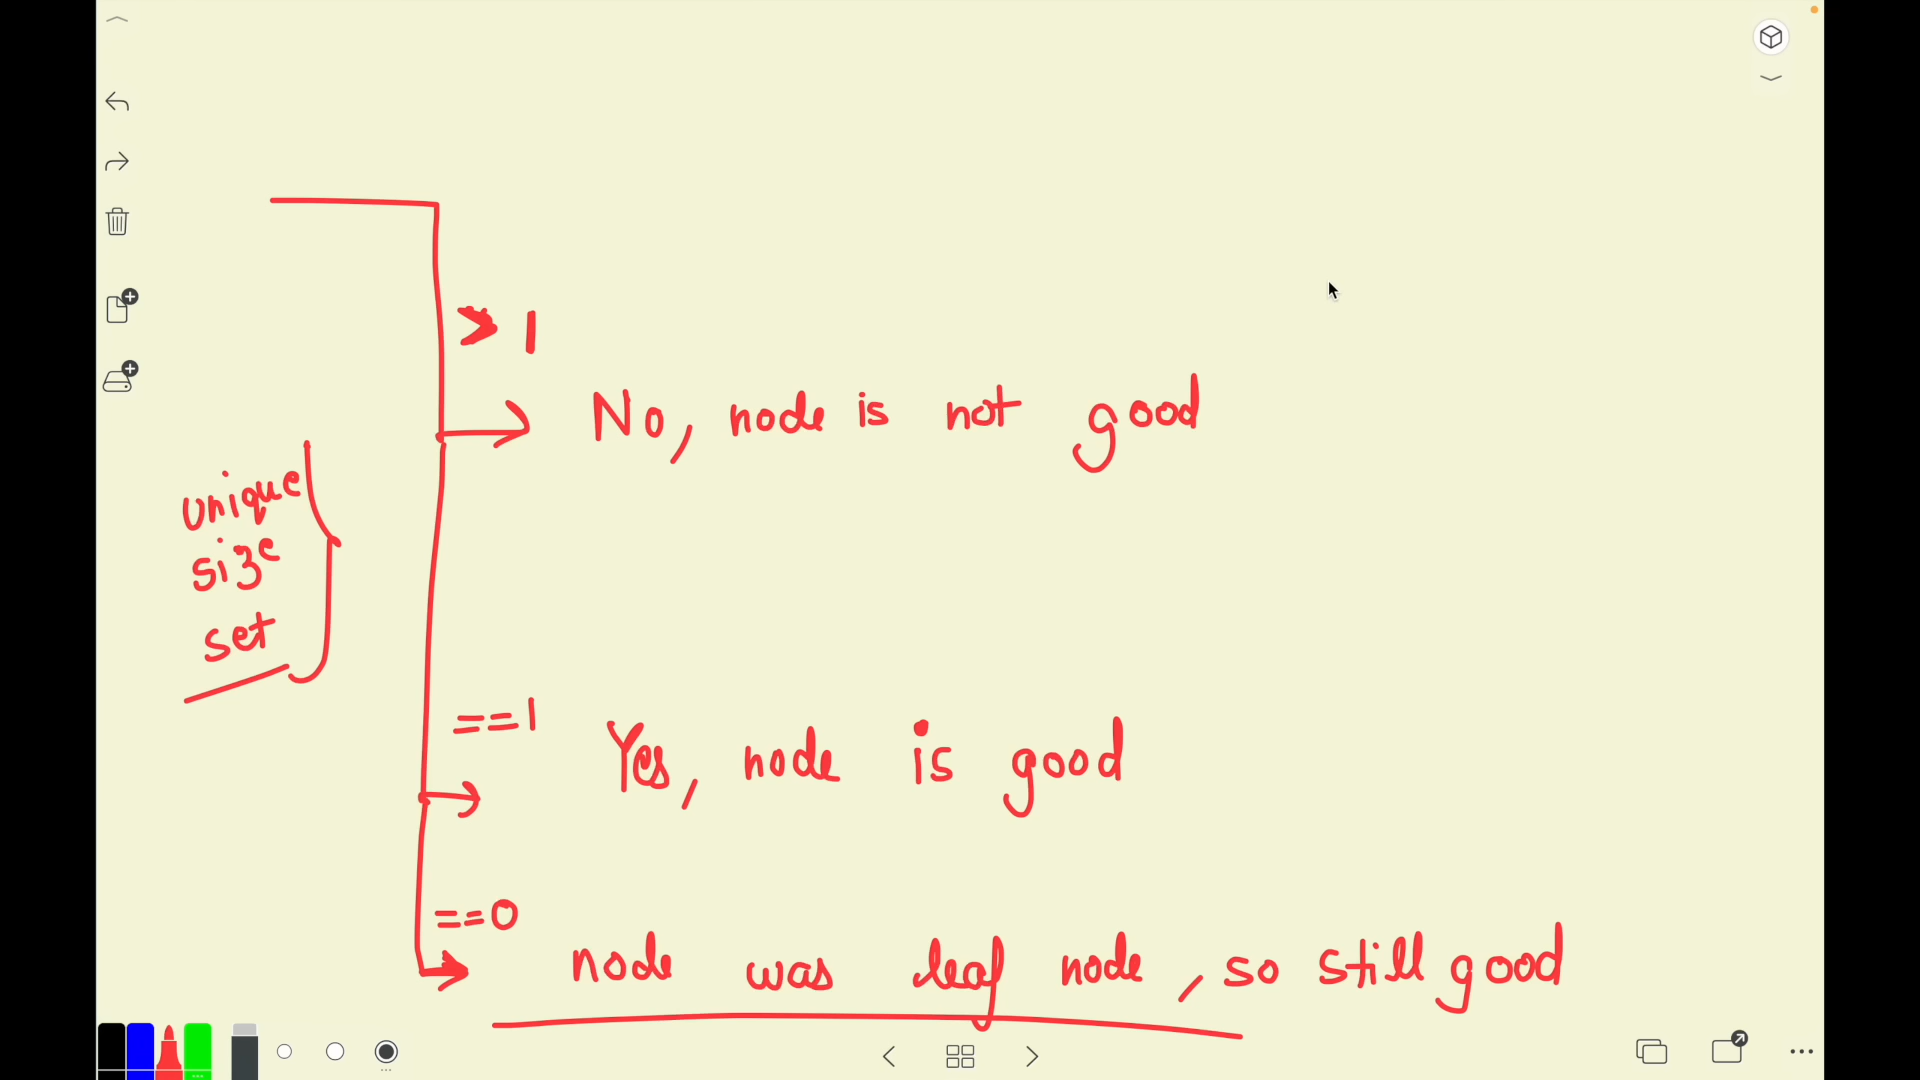 > 1
No, node is not good
unique
size
set
==1
Yes, node is good
==0
node was leaf node, so still good